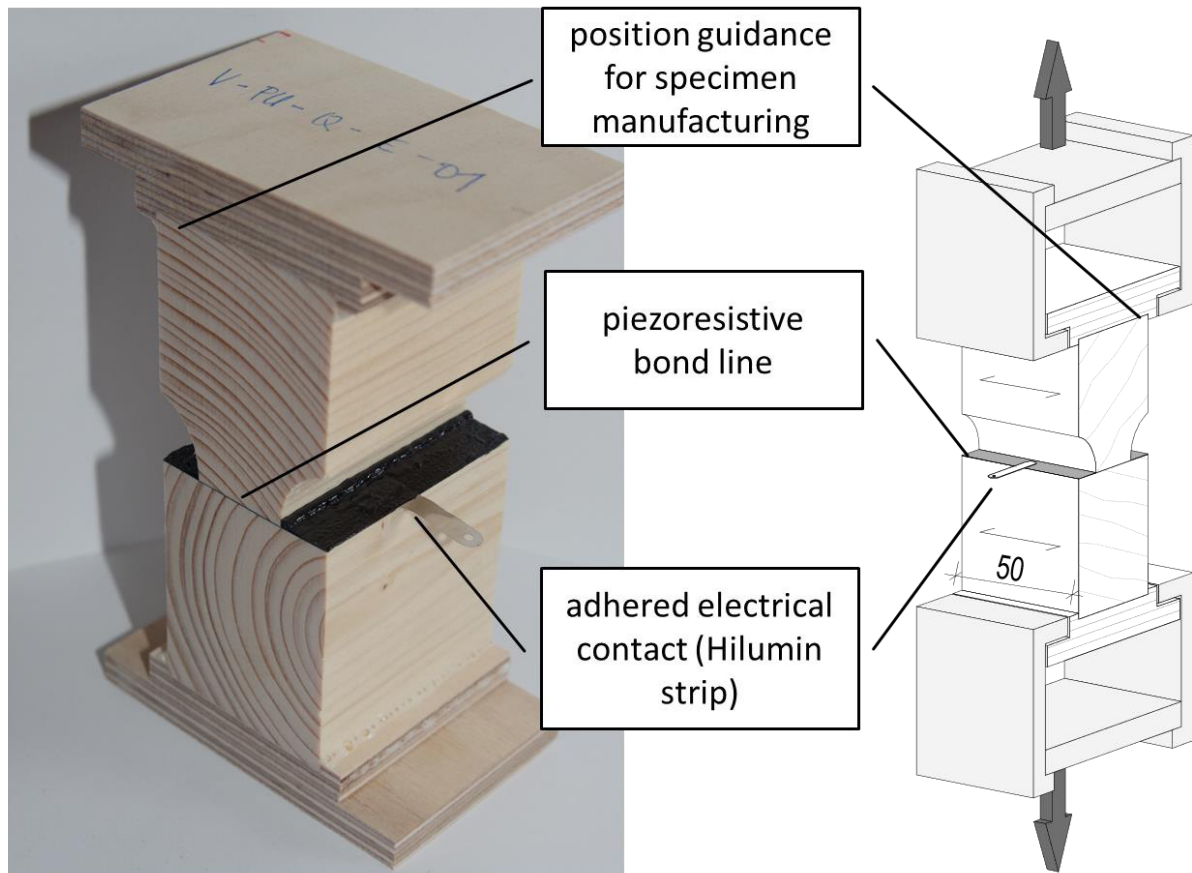 position guidance
for specimen
manufacturing
V-PU-Q-E-01
piezoresistive
bond line
50
adhered electrical
contact (Hilumin
strip)